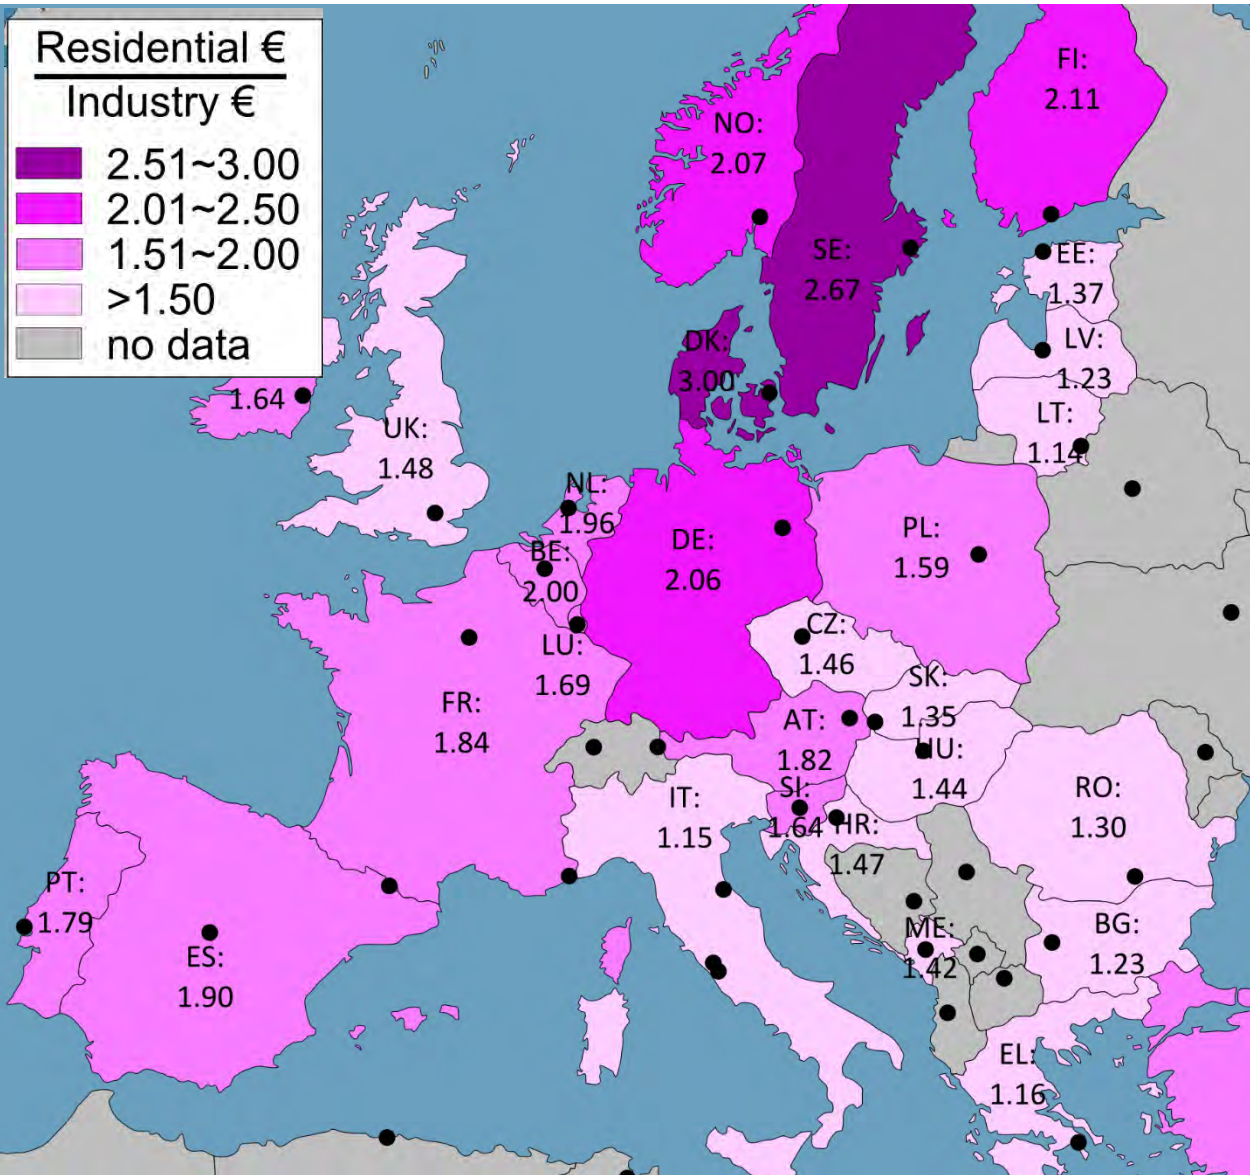 Residential €
Industry €
2.51~3.00
2.01~2.50
1.51~2.00
>1.50
no data
FI:
2.11
NO:
2.07
SE:
2.67
EE:
1.37
DK:
3.00
LV:
1.23
1.64
LT:
1.14
UK:
1.48
NL:
1.96
BE:
2.00
DE:
2.06
PL:
1.59
LU:
1.69
CZ:
1.46
SK:
1.35
FR:
1.84
AT:
1.82
HU:
1.44
SI:
1.64
IT:
1.15
HR:
1.47
RO:
1.30
PT:
1.79
ES:
1.90
ME:
1.42
BG:
1.23
EL:
1.16